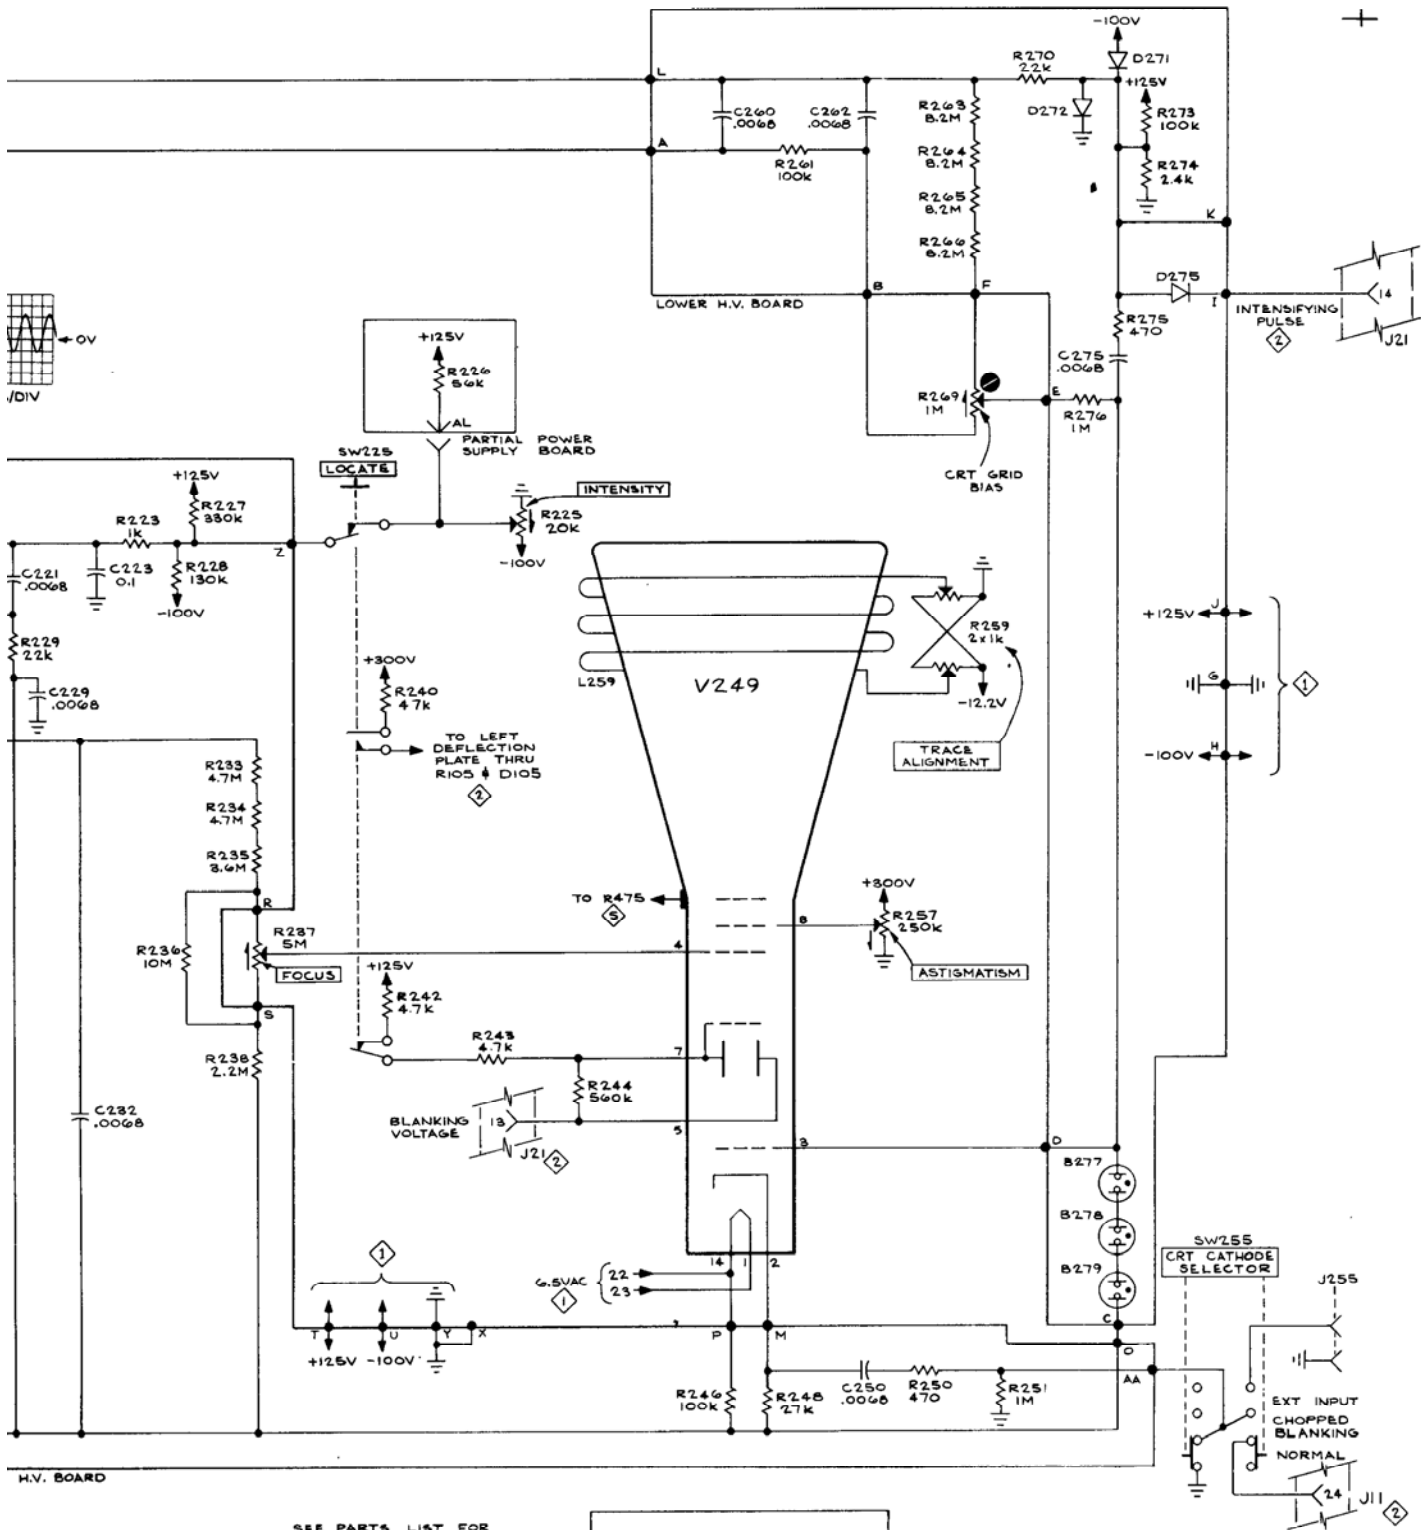 -100V
D271
R270
22K
L
+125V
C260
.0068
C262
.0068
R263
8.2M
D272
R273
100K
A
R261
100K
R264
8.2M
R274
2.4K
R265
8.2M
K
R266
8.2M
D275
B
F
I
14
LOWER H.V. BOARD
INTENSIFYING
PULSE
2
J21
R275
470
0V
/DIV
+125V
R226
56K
C275
.0068
R269
1M
E
R276
1M
AL
PARTIAL POWER
SUPPLY BOARD
SW225
LOCATE
CRT GRID
BIAS
+125V
INTENSITY
R227
330K
R223
1K
R225
20K
Z
-100V
C221
.0068
C223
0.1
R228
130K
-100V
J
+125V
R229
22K
R259
2x1K
+300V
L259
V249
C229
.0068
R240
47K
-12.2V
G
1
TO LEFT
DEFLECTION
PLATE THRU
R105 & D105
2
TRACE
ALIGNMENT
-100V
H
R233
4.7M
R234
4.7M
R235
3.6M
+300V
TO R475
5
8
R257
250K
R
R236
10M
R237
5M
4
FOCUS
+125V
ASTIGMATISM
R242
4.7K
S
R243
4.7K
7
R238
2.2M
R244
560K
C232
.0068
BLANKING
VOLTAGE
13
5
J21
2
3
D
B277
B278
SW255
CRT CATHODE
SELECTOR
1
14
1
2
6.5VAC
22
23
1
B279
J255
T
U
Y
X
P
M
C
O
+125V
-100V
AA
R246
100K
R248
27K
C250
.0068
R250
470
R251
1M
EXT INPUT
CHOPPED
BLANKING
NORMAL
H.V. BOARD
24
J11
2
SEE PARTS LIST FOR